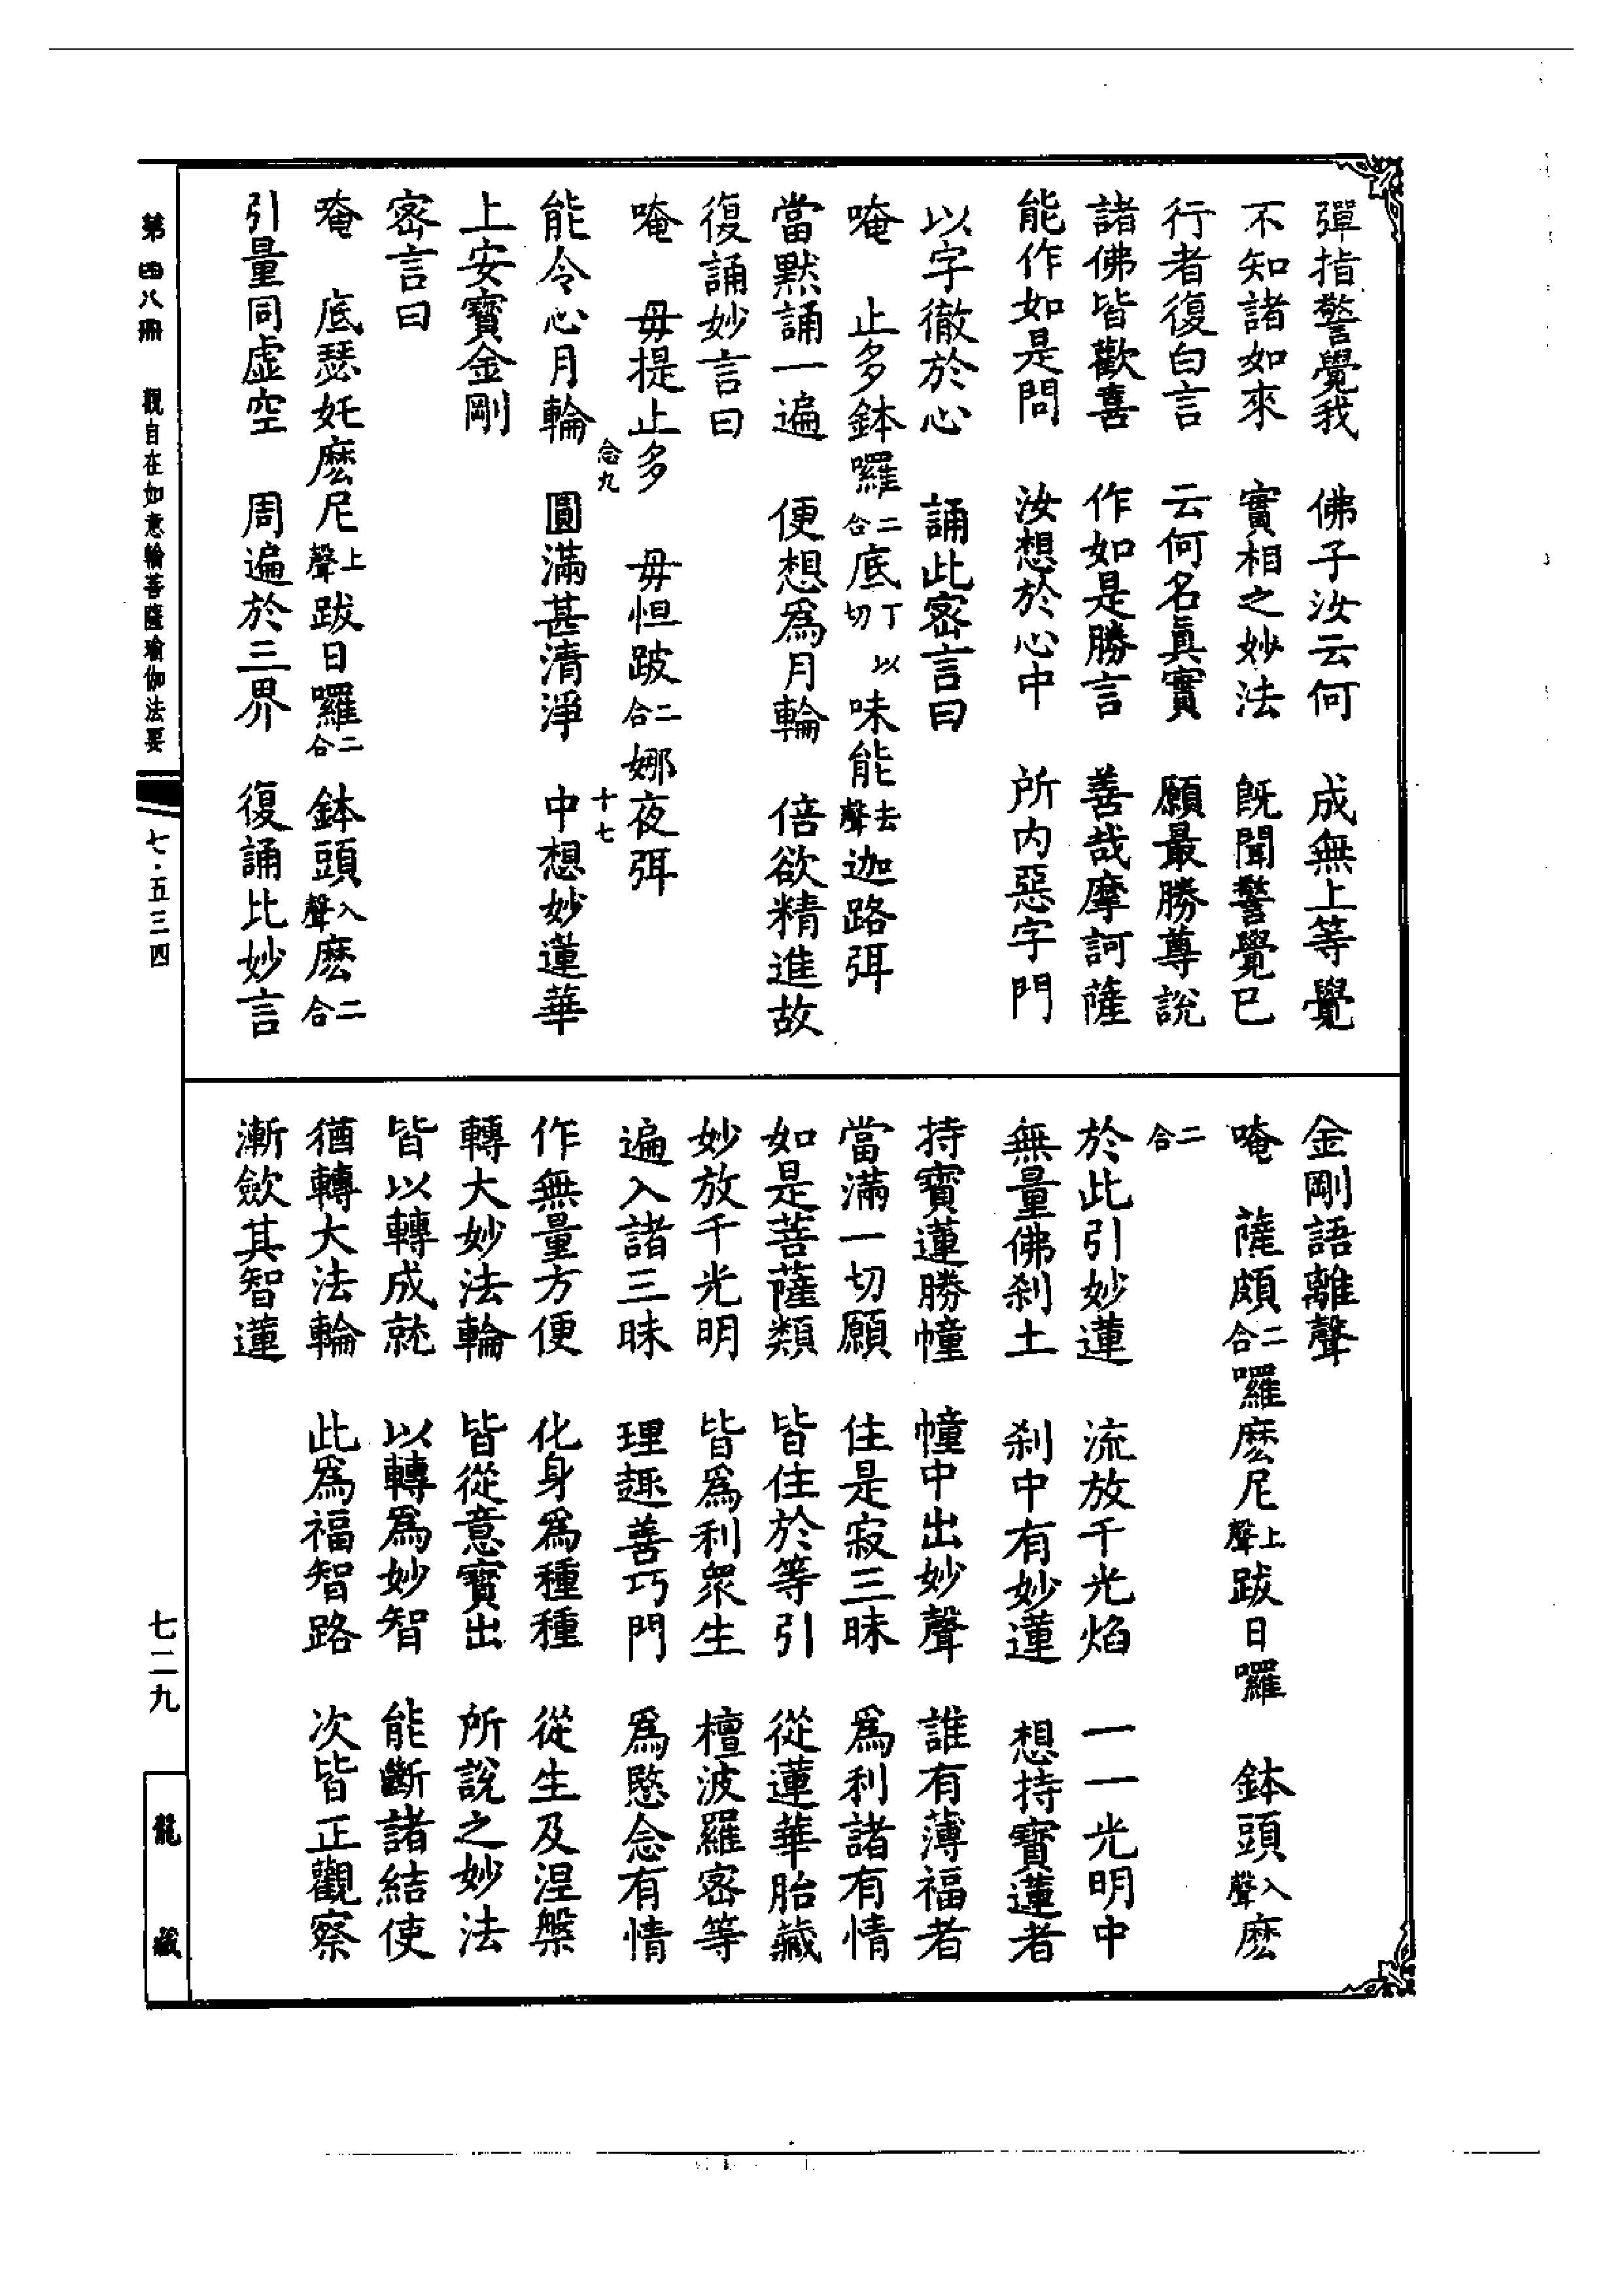 彈指警覺我　佛子汝云何　成無上等覺
不知諸如來　實相之妙法　旣聞警覺已
行者復白言　云何名眞實　願最勝尊說
諸佛皆歡喜　作如是勝言　善哉摩訶薩
能作如是問　汝想於心中　所內惡字門
以字徹於心　誦此密言曰
唵　止多鉢囉二合底丁以切味能去聲迦路弭
當默誦一遍　便想爲月輪　倍欲精進故
復誦妙言曰
唵　毋提止多　毋怛跛二合娜夜弭
念九　十七
能令心月輪　圓滿甚清淨　中想妙蓮華
上安寶金剛
密言曰
唵　底瑟妊麼尼上聲跋日囉二合　鉢頭入聲麼二合
引量同虛空　周遍於三界　復誦比妙言
第四八冊　觀自在如意輪菩薩瑜伽法要
七·五三四
金剛語離聲
唵　薩頗二合囉麼尼上聲跋日囉　鉢頭入聲麼
二合
於此引妙蓮　流放千光焰　一一光明中
無量佛刹土　刹中有妙蓮　想持寶蓮者
持寶蓮勝幢　幢中出妙聲　誰有薄福者
當滿一切願　住是寂三昧　爲利諸有情
如是菩薩類　皆住於等引　從蓮華胎藏
妙放千光明　皆爲利衆生　檀波羅密等
遍入諸三昧　理趣善巧門　爲愍念有情
作無量方便　化身爲種種　從生及涅槃
轉大妙法輪　皆從意寶出　所說之妙法
皆以轉成就　以轉爲妙智　能斷諸結使
猶轉大法輪　此爲福智路　次皆正觀察
漸歛其智蓮
七二九
龍藏